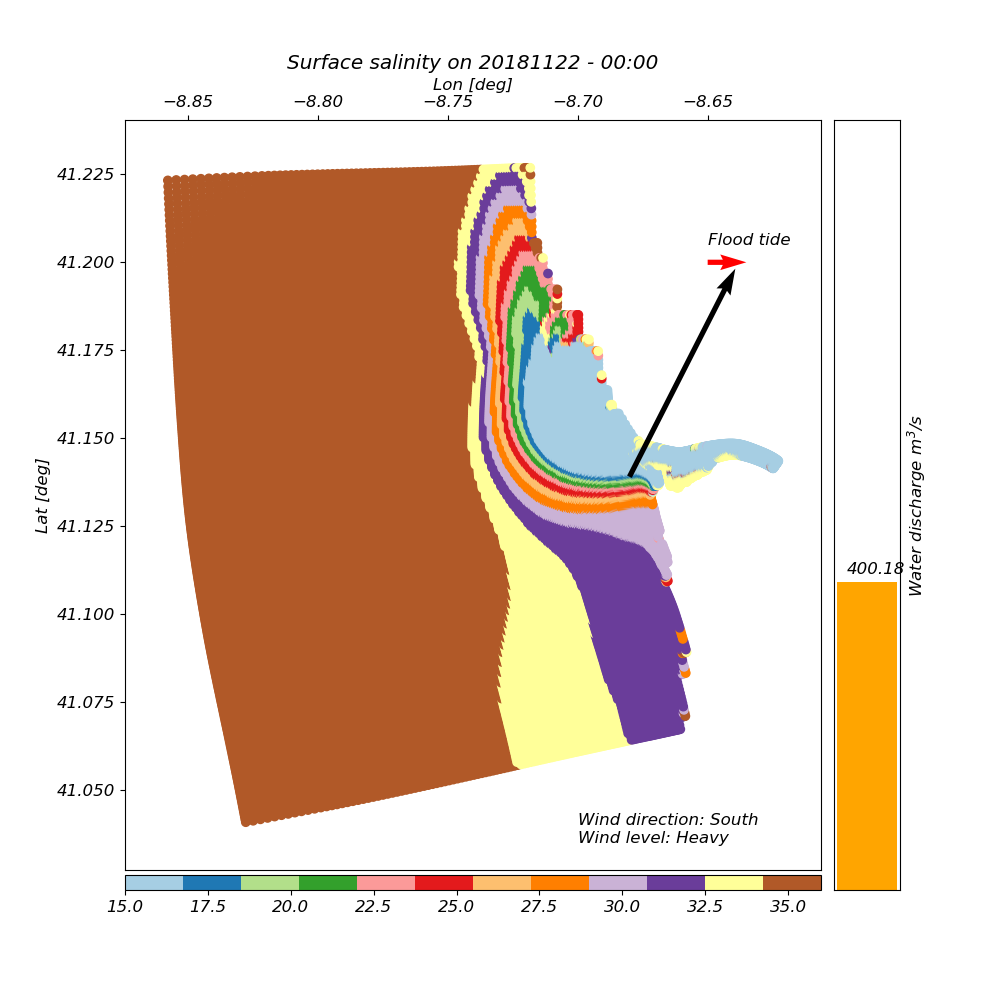 Surface salinity on 20181122 - 00:00
Lon [deg]
−8.85 −8.80 −8.75 −8.70 −8.65
41.225
41.200
41.175
41.150
41.125
41.100
41.075
41.050
Lat [deg]
Flood tide
Wind direction: South
Wind level: Heavy
400.18
Water discharge m³/s
15.0 17.5 20.0 22.5 25.0 27.5 30.0 32.5 35.0